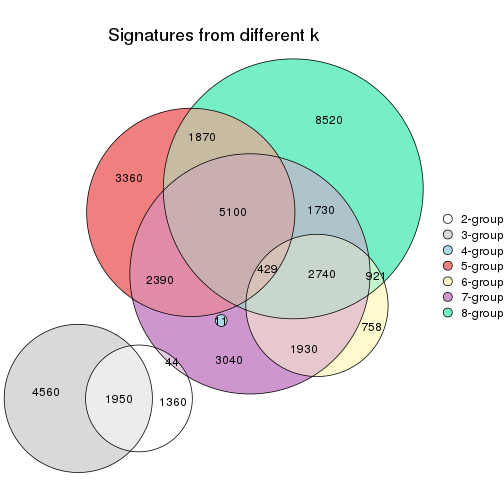 Signatures from different k
8520
1870
3360
5100
1730
429
2740
921
2390
11
758
1930
3040
44
4560
1950
1360
2-group
3-group
4-group
5-group
6-group
7-group
8-group